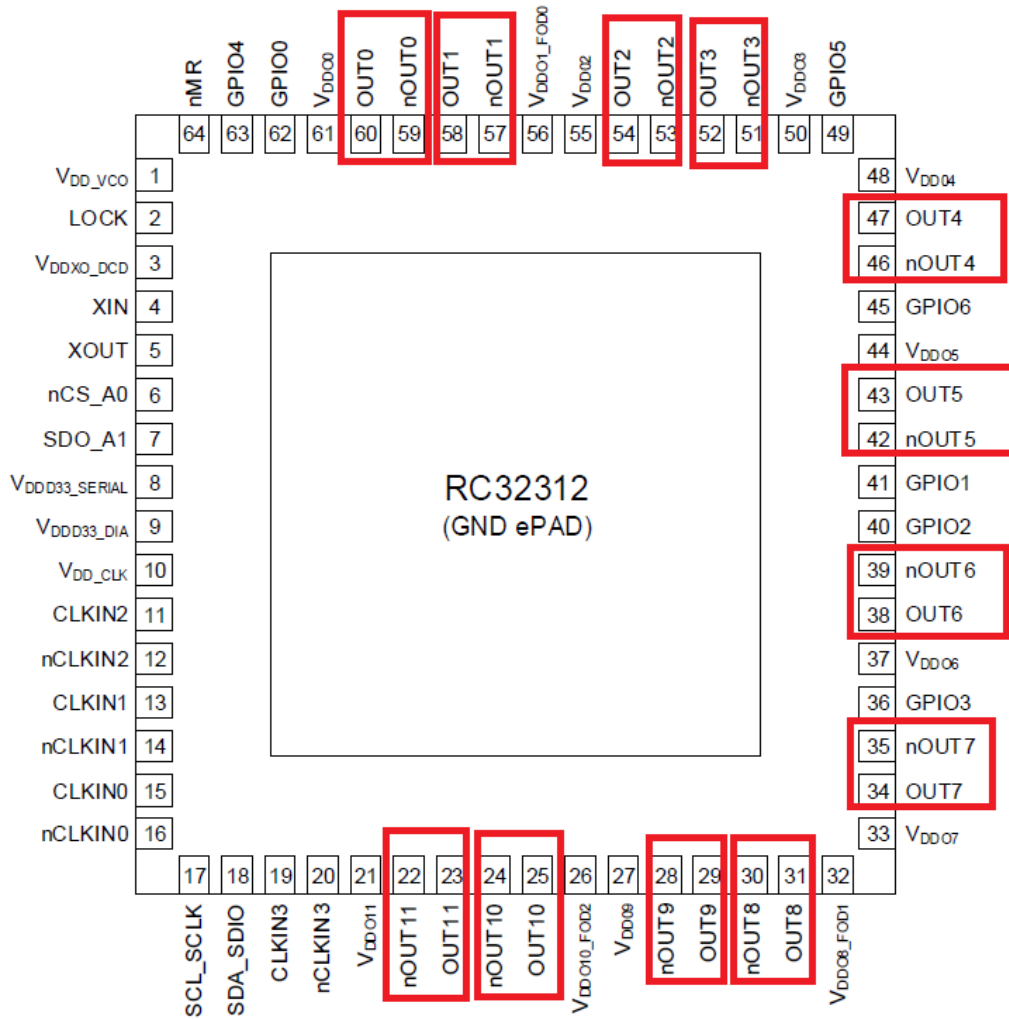 nMR
GPIO4
GPIO0
VDDO0
OUT0
nOUT0
OUT1
nOUT1
VDDO1_FOD0
VDD02
OUT2
nOUT2
OUT3
nOUT3
VDDO3
GPIO5
64 63 62 61 60 59 58 57 56 55 54 53 52 51 50 49
VDD_VCO 1
LOCK 2
VDDXO_DCD 3
XIN 4
XOUT 5
nCS_A0 6
SDO_A1 7
VDDD33_SERIAL 8
VDDD33_DIA 9
VDD_CLK 10
CLKIN2 11
nCLKIN2 12
CLKIN1 13
nCLKIN1 14
CLKIN0 15
nCLKIN0 16
RC32312
(GND ePAD)
48 VDD04
47 OUT4
46 nOUT4
45 GPIO6
44 VDDO5
43 OUT5
42 nOUT5
41 GPIO1
40 GPIO2
39 nOUT6
38 OUT6
37 VDDO6
36 GPIO3
35 nOUT7
34 OUT7
33 VDDO7
17 18 19 20 21 22 23 24 25 26 27 28 29 30 31 32
SCL_SCLK
SDA_SDIO
CLKIN3
nCLKIN3
VDDO11
nOUT11
OUT11
nOUT10
OUT10
VDDO10_FOD2
VDD09
nOUT9
OUT9
nOUT8
OUT8
VDDO8_FOD1